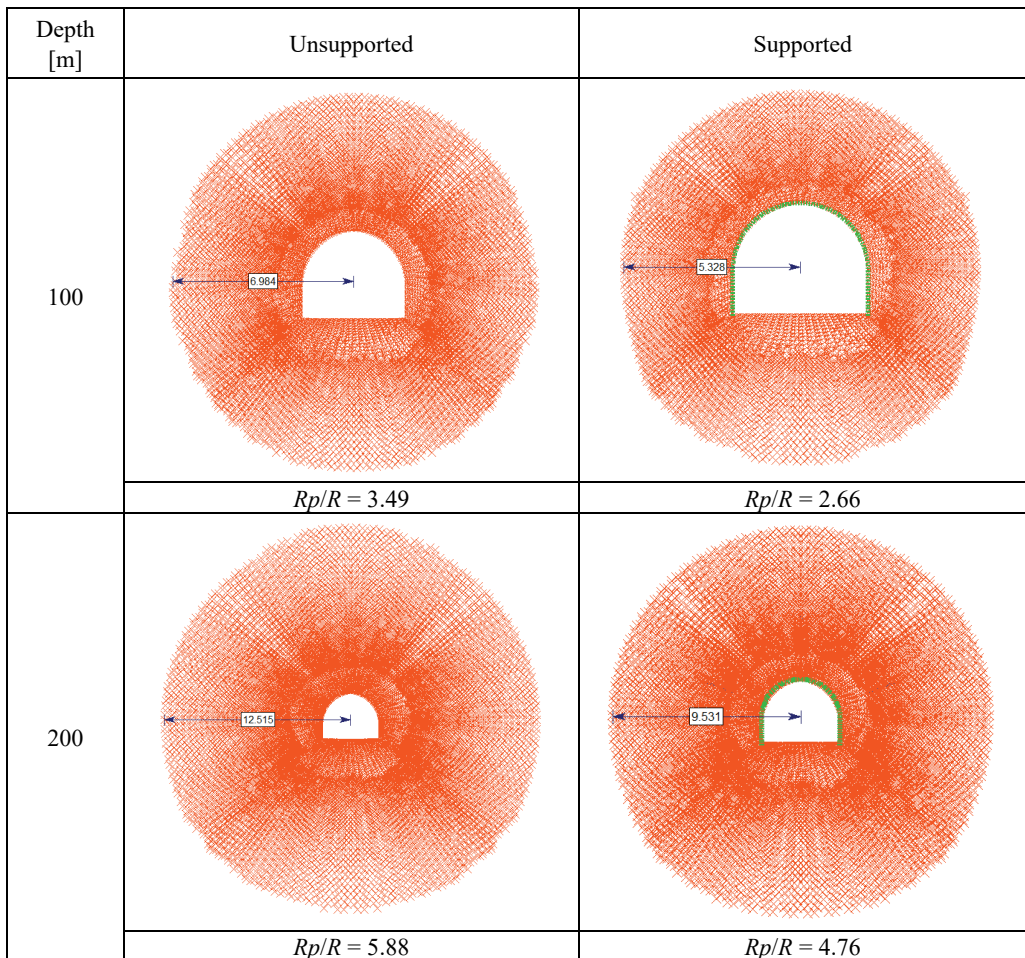 Depth
[m]
Unsupported
Supported
100
6.984
5.328
Rp/R = 3.49
Rp/R = 2.66
200
12.515
9.531
Rp/R = 5.88
Rp/R = 4.76